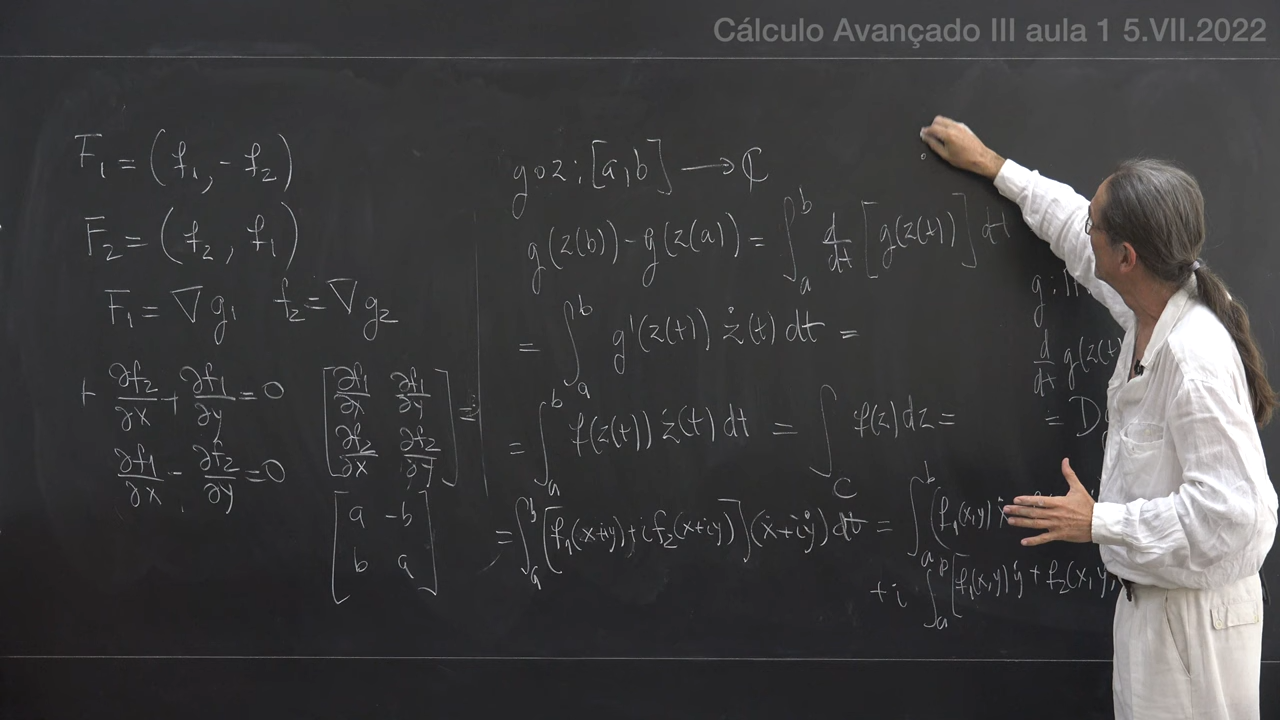 Cálculo Avançado III aula 1 5.VII.2022
F₁ = (f₁, -f₂)
F₂ = (f₂, f₁)
F₁ = ∇g₁ f₂ = ∇g₂
+ ∂f₂/∂x + ∂f₁/∂y = 0
∂f₁/∂x - ∂f₂/∂y = 0
[∂f₁/∂x ∂f₁/∂y
∂f₂/∂x ∂f₂/∂y] =
[a -b
b a]
g∘z : [a,b] → ℂ
g(z(b)) - g(z(a)) = ∫ₐᵇ d/dt [g(z(t))] dt
= ∫ₐᵇ g'(z(t)) ż(t) dt =
= ∫ₐᵇ f(z(t)) ż(t) dt = ∫_C f(z) dz =
= ∫ₐᵇ [f₁(x+iy) + i f₂(x+iy)] (ẋ + iẏ) dt = ∫ₐᵇ (f₁(x,y) ẋ
+ i ∫ₐᵇ [f₁(x,y) ẏ + f₂(x,y)
g :
d/dt g(z(t)
= D